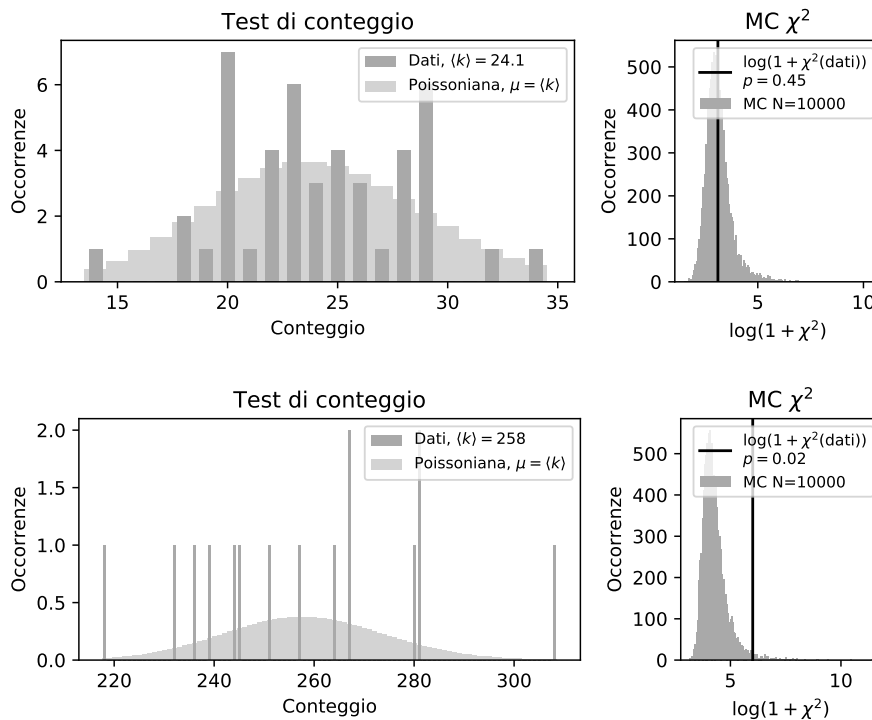 Test di conteggio
Occorrenze
6
4
2
0
Dati, ⟨k⟩ = 24.1
Poissoniana, μ = ⟨k⟩
15 20 25 30 35
Conteggio
MC χ²
Occorrenze
500
400
300
200
100
0
log(1 + χ²(dati))
p = 0.45
MC N=10000
5 10
log(1 + χ²)
Test di conteggio
Occorrenze
2.0
1.5
1.0
0.5
0.0
Dati, ⟨k⟩ = 258
Poissoniana, μ = ⟨k⟩
220 240 260 280 300
Conteggio
MC χ²
Occorrenze
500
400
300
200
100
0
log(1 + χ²(dati))
p = 0.02
MC N=10000
5 10
log(1 + χ²)